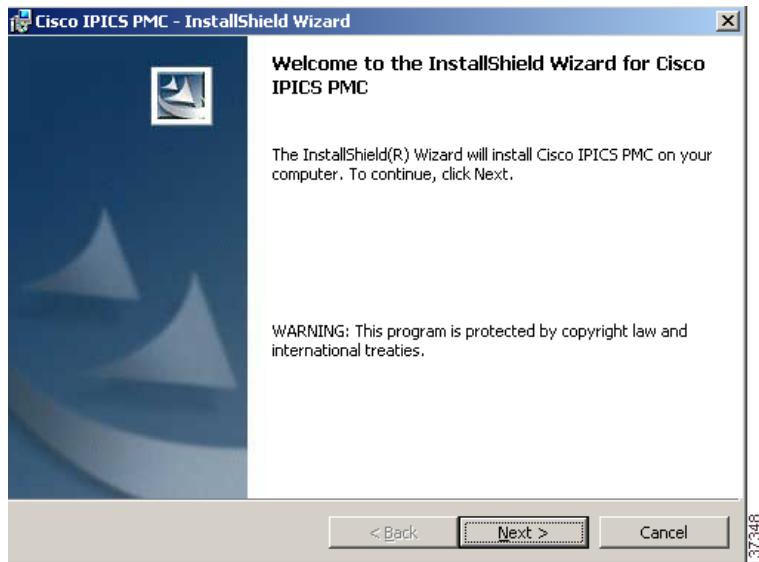 Cisco IPICS PMC - InstallShield Wizard
Welcome to the InstallShield Wizard for Cisco
IPICS PMC
The InstallShield(R) Wizard will install Cisco IPICS PMC on your
computer. To continue, click Next.
WARNING: This program is protected by copyright law and
international treaties.
< Back
Next >
Cancel
37348